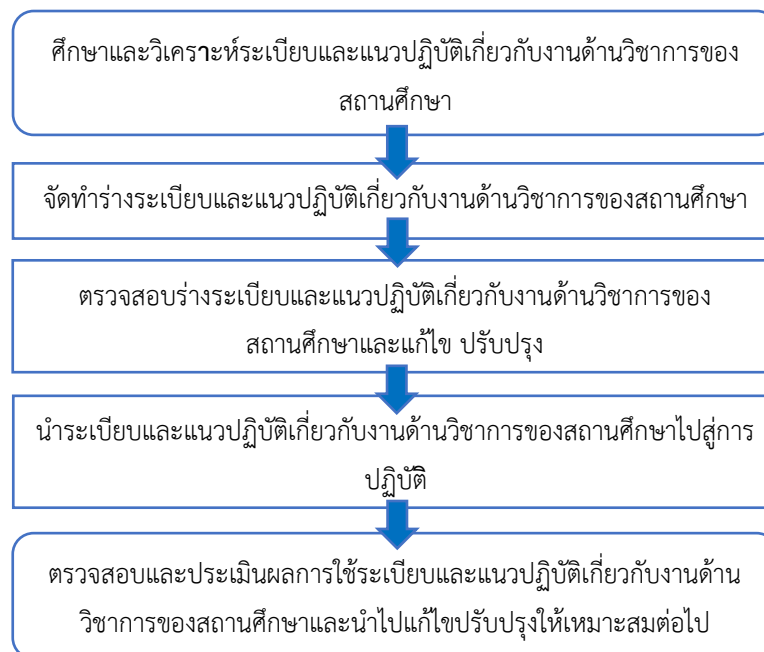 ศึกษาและวิเคราะห์ระเบียบและแนวปฏิบัติเกี่ยวกับงานด้านวิชาการของ
สถานศึกษา
จัดทำร่างระเบียบและแนวปฏิบัติเกี่ยวกับงานด้านวิชาการของสถานศึกษา
ตรวจสอบร่างระเบียบและแนวปฏิบัติเกี่ยวกับงานด้านวิชาการของ
สถานศึกษาและแก้ไข ปรับปรุง
นำระเบียบและแนวปฏิบัติเกี่ยวกับงานด้านวิชาการของสถานศึกษาไปสู่การ
ปฏิบัติ
ตรวจสอบและประเมินผลการใช้ระเบียบและแนวปฏิบัติเกี่ยวกับงานด้าน
วิชาการของสถานศึกษาและนำไปแก้ไขปรับปรุงให้เหมาะสมต่อไป